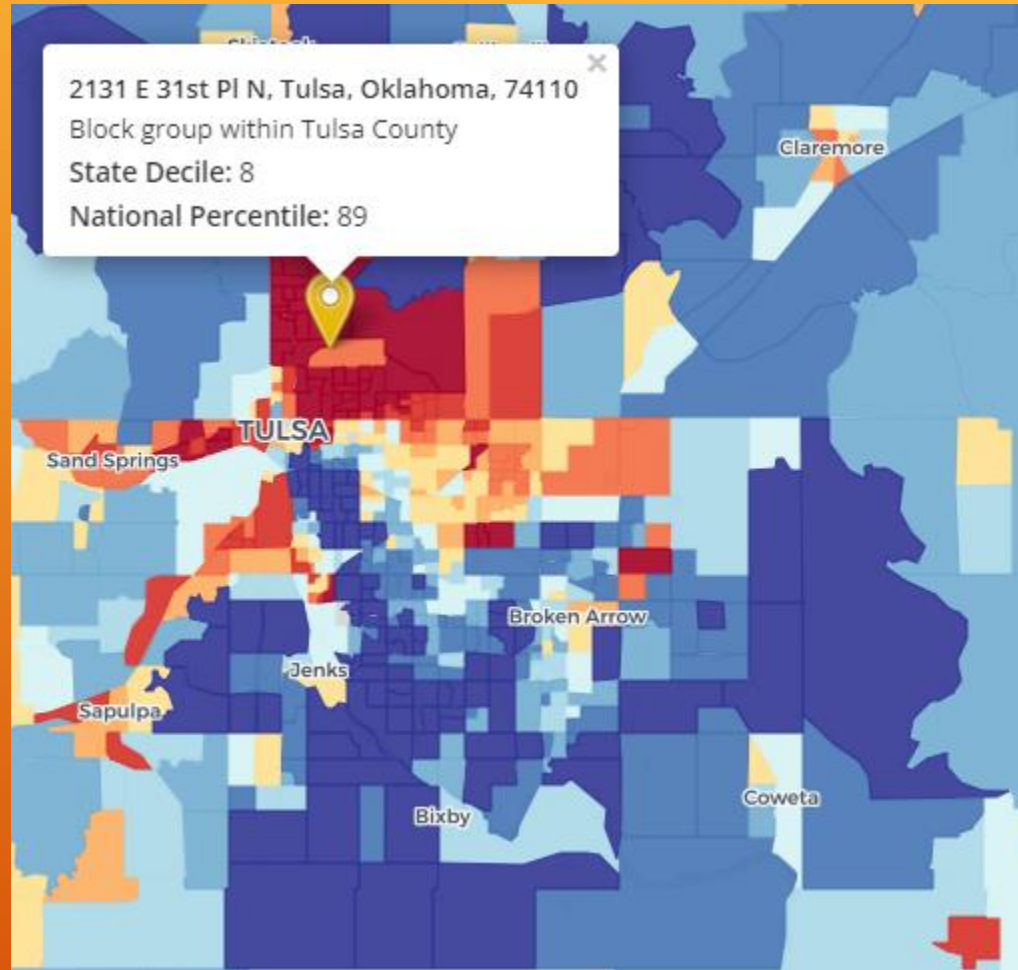 2131 E 31st Pl N, Tulsa, Oklahoma, 74110
Block group within Tulsa County
State Decile: 8
National Percentile: 89
Claremore
TULSA
Sand Springs
Broken Arrow
Jenks
Sapulpa
Coweta
Bixby